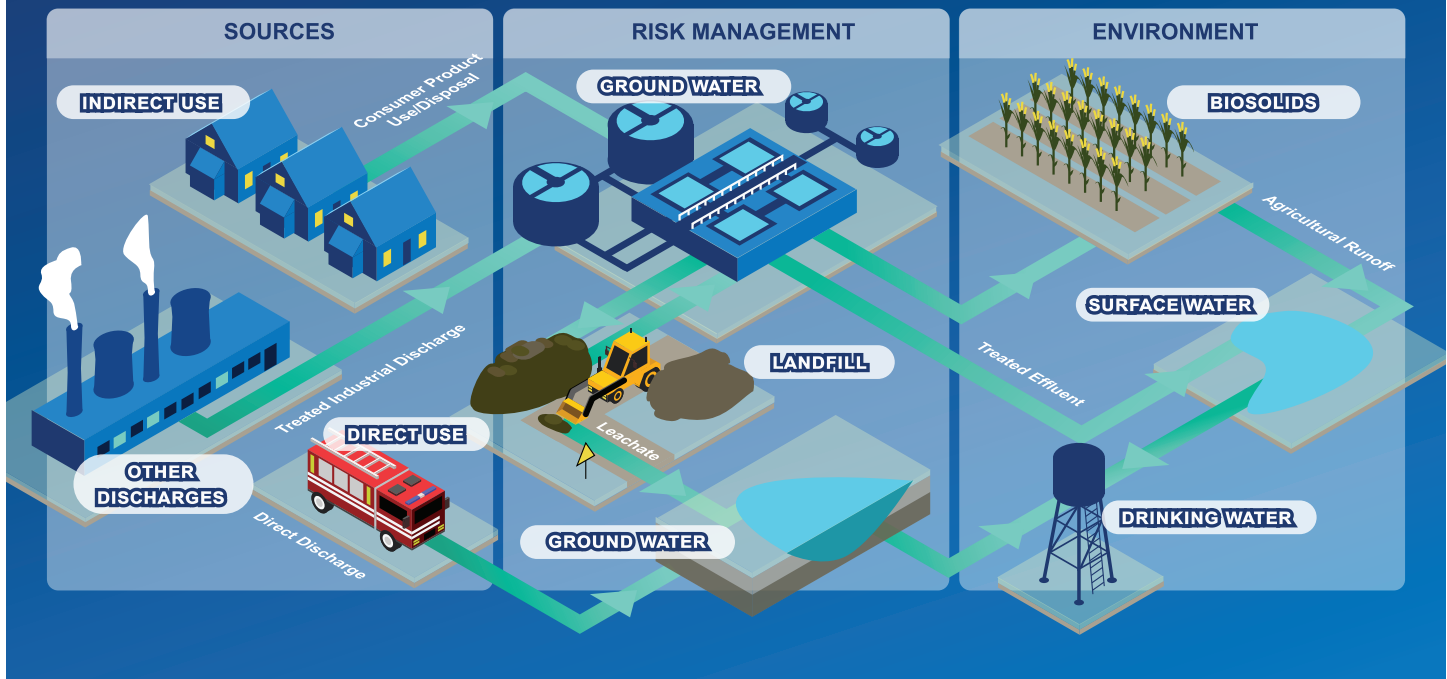 SOURCES
RISK MANAGEMENT
ENVIRONMENT
INDIRECT USE
Consumer Product
Use/Disposal
GROUND WATER
BIOSOLIDS
Agricultural Runoff
SURFACE WATER
Treated Industrial Discharge
LANDFILL
Treated Effluent
DIRECT USE
Leachate
OTHER
DISCHARGES
Direct Discharge
GROUND WATER
DRINKING WATER